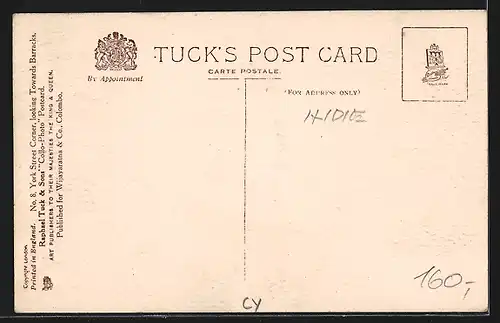 TUCK'S POST CARD
CARTE POSTALE.
By Appointment
(FOR ADDRESS ONLY)
CY
160,-
Copyright London
Printed in England. No. 8. York Street Corner, looking Towards Barracks.
Raphael Tuck & Sons' "Collo-Photo" Postcard.
ART PUBLISHERS TO THEIR MAJESTIES THE KING & QUEEN.
Published for Wijayaratna & Co., Colombo.